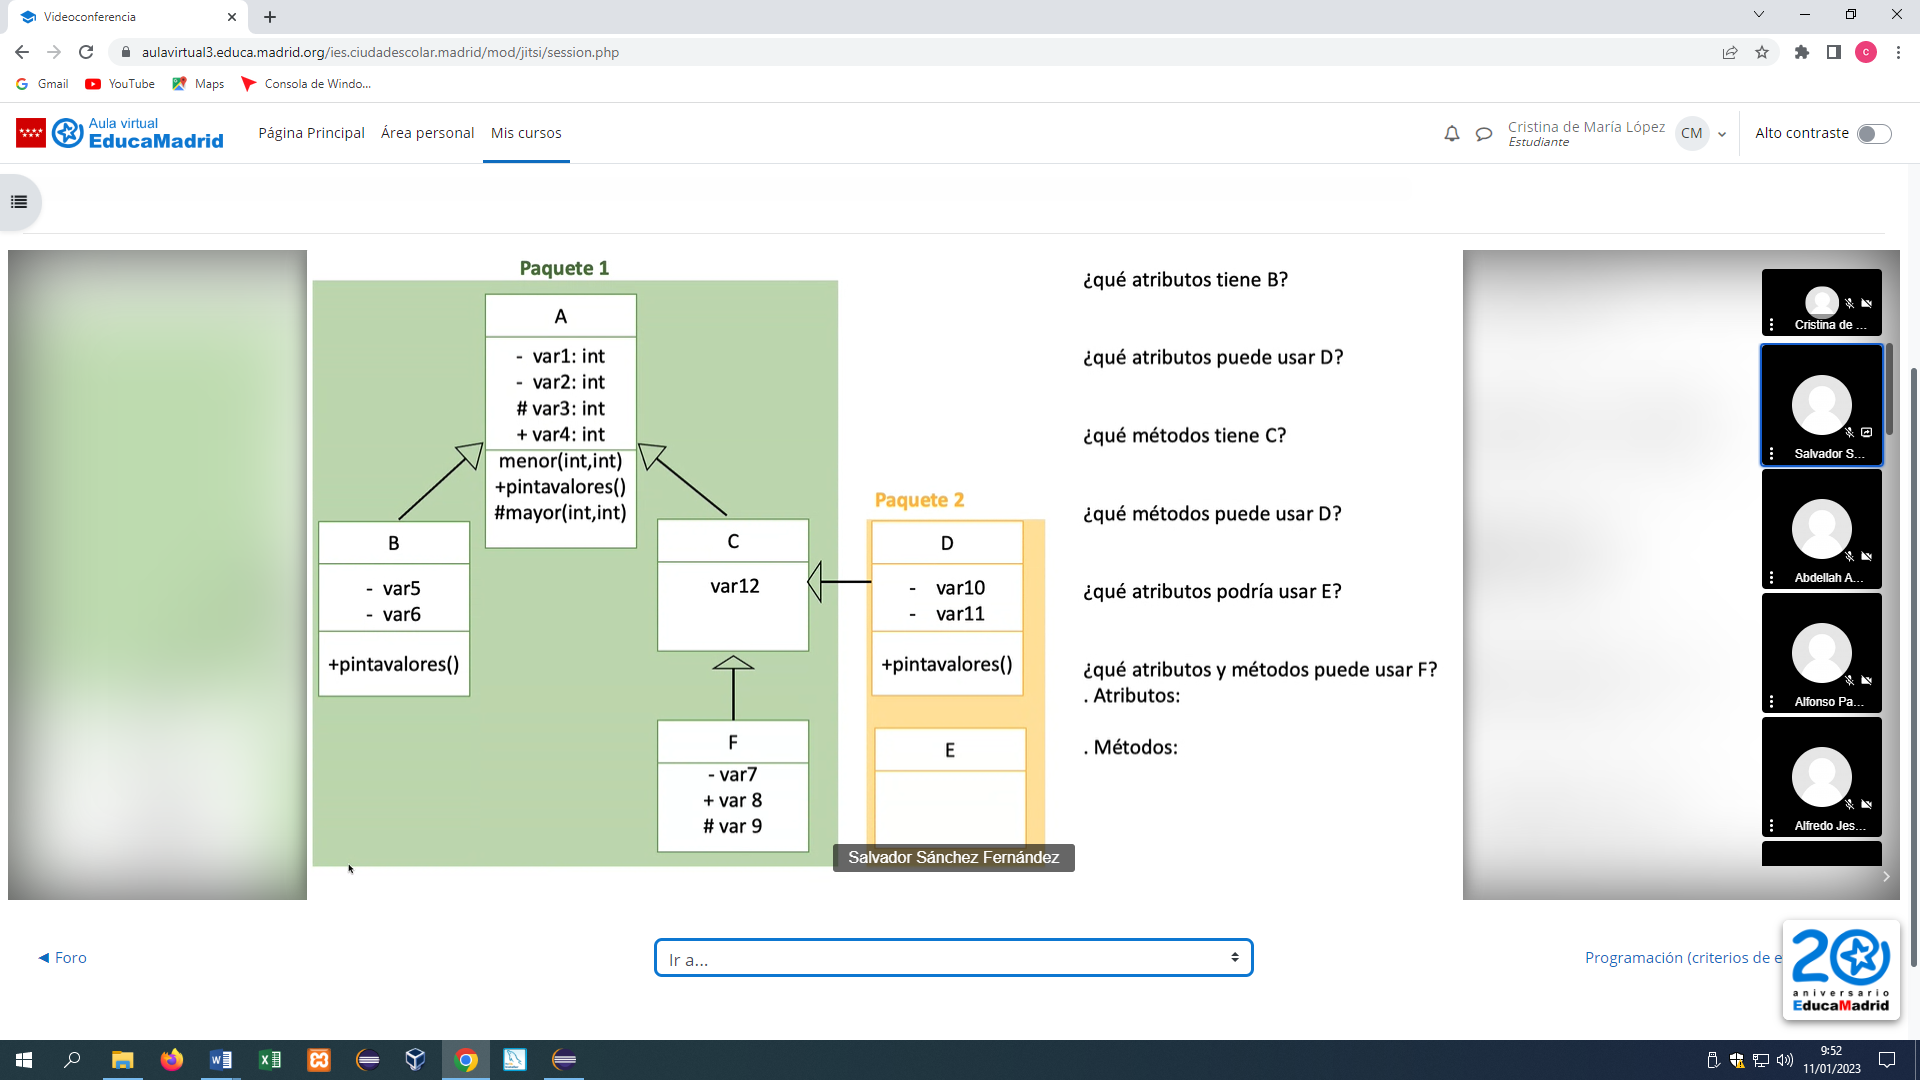 Videoconferencia
aulavirtual3.educa.madrid.org/ies.ciudadescolar.madrid/mod/jitsi/session.php
C
Gmail
YouTube
Maps
Consola de Windo...
Aula virtual
EducaMadrid
Página Principal
Área personal
Mis cursos
Cristina de María López
Estudiante
CM
Alto contraste
Paquete 1
A
- var1: int
- var2: int
# var3: int
+ var4: int
menor(int,int)
+pintavalores()
#mayor(int,int)
B
- var5
- var6
+pintavalores()
C
var12
F
- var7
+ var 8
# var 9
Paquete 2
D
- var10
- var11
+pintavalores()
E
¿qué atributos tiene B?
¿qué atributos puede usar D?
¿qué métodos tiene C?
¿qué métodos puede usar D?
¿qué atributos podría usar E?
¿qué atributos y métodos puede usar F?
. Atributos:
. Métodos:
Salvador Sánchez Fernández
Cristina de ...
Salvador S...
Abdellah A...
Alfonso Pa...
Alfredo Jes...
◄ Foro
Ir a...
Programación (criterios de e
20
aniversario
EducaMadrid
9:52
11/01/2023